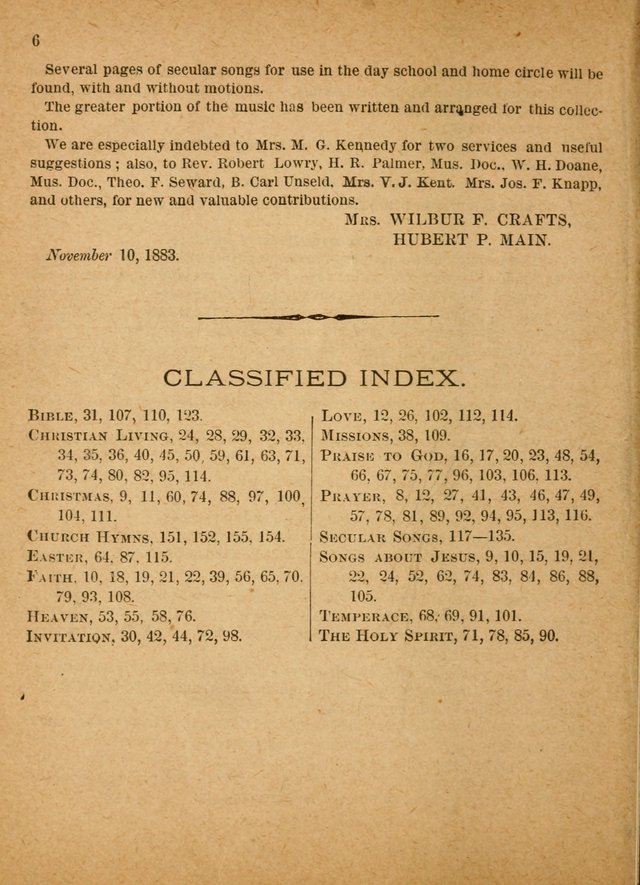 6
Several pages of secular songs for use in the day school and home circle will be
found, with and without motions.
The greater portion of the music has been written and arranged for this collec-
tion.
We are especially indebted to Mrs. M. G. Kennedy for two services and useful
suggestions; also, to Rev. Robert Lowry, H. R. Palmer, Mus. Doc., W. H. Doane,
Mus. Doc., Theo. F. Seward, B. Carl Unseld, Mrs. V. J. Kent. Mrs. Jos. F. Knapp,
and others, for new and valuable contributions.
Mrs. WILBUR F. CRAFTS,
HUBERT P. MAIN.
November 10, 1883.
CLASSIFIED INDEX.
Bible, 31, 107, 110, 123.
Christian Living, 24, 28, 29, 32, 33,
34, 35, 36, 40, 45, 50, 59, 61, 63, 71,
73, 74, 80, 82, 95, 114.
Christmas, 9, 11, 60, 74, 88, 97, 100,
104, 111.
Church Hymns, 151, 152, 155, 154.
Easter, 64, 87, 115.
Faith, 10, 18, 19, 21, 22, 39, 56, 65, 70.
79, 93, 108.
Heaven, 53, 55, 58, 76.
Invitation, 30, 42, 44, 72, 98.
Love, 12, 26, 102, 112, 114.
Missions, 38, 109.
Praise to God, 16, 17, 20, 23, 48, 54,
66, 67, 75, 77, 96, 103, 106, 113.
Prayer, 8, 12, 27, 41, 43, 46, 47, 49,
57, 78, 81, 89, 92, 94, 95, 113, 116.
Secular Songs, 117—135.
Songs about Jesus, 9, 10, 15, 19, 21,
22, 24, 52, 62, 74, 83, 84, 86, 88,
105.
Temperace, 68, 69, 91, 101.
The Holy Spirit, 71, 78, 85, 90.